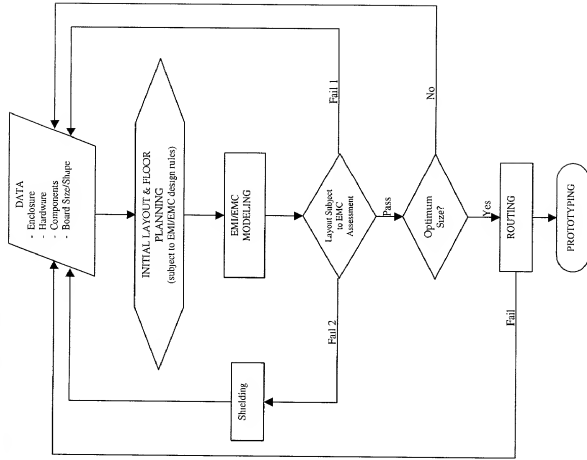 DATA
- Enclosure
- Hardware
- Components
- Board Size/Shape
INITIAL LAYOUT & FLOOR
PLANNING
(subject to EMI/EMC design rules)
EMI/EMC
MODELING
Layout Subject
to EMC
Assessment
Fail 1
Fail 2
Shielding
Pass
Optimum
Size?
No
Yes
ROUTING
Fail
PROTOTYPING